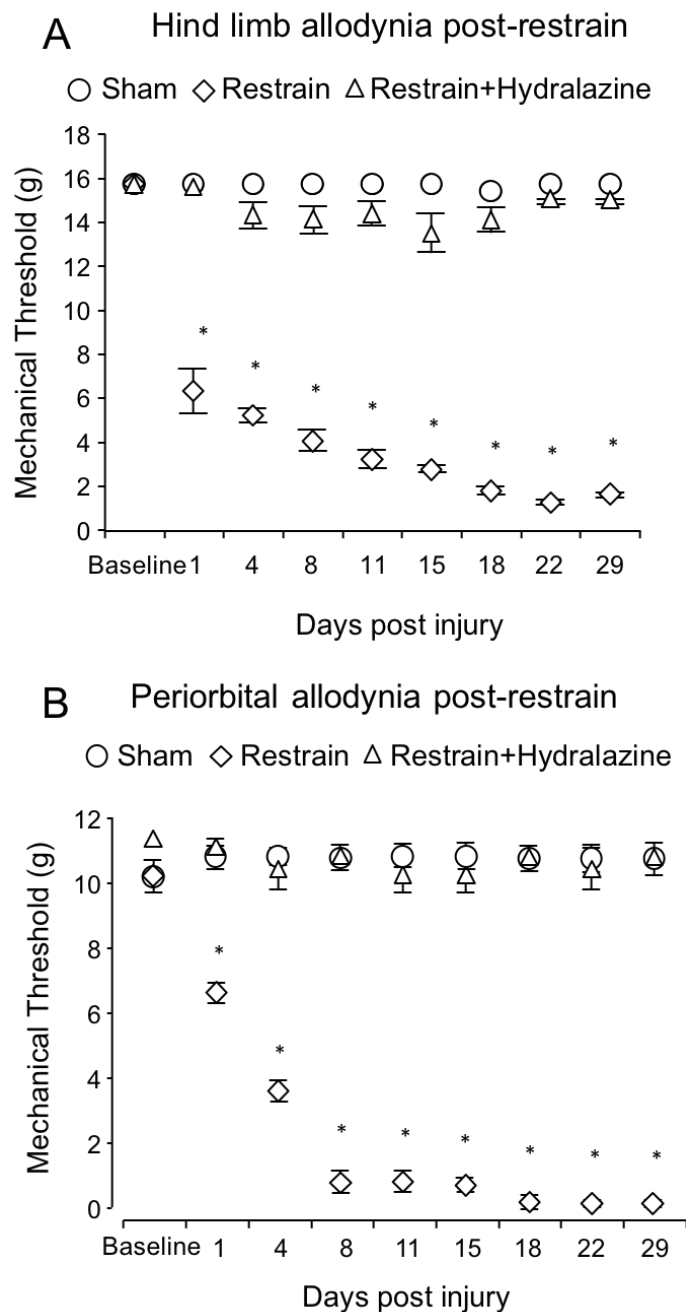 A Hind limb allodynia post-restrain
Sham Restrain Restrain+Hydralazine
18
16
14
12
10
8
6
4
2
0
Mechanical Threshold (g)
* * * * * * * *
Baseline 1 4 8 11 15 18 22 29
Days post injury
B Periorbital allodynia post-restrain
Sham Restrain Restrain+Hydralazine
12
10
8
6
4
2
0
Mechanical Threshold (g)
* * * * * * * *
Baseline 1 4 8 11 15 18 22 29
Days post injury